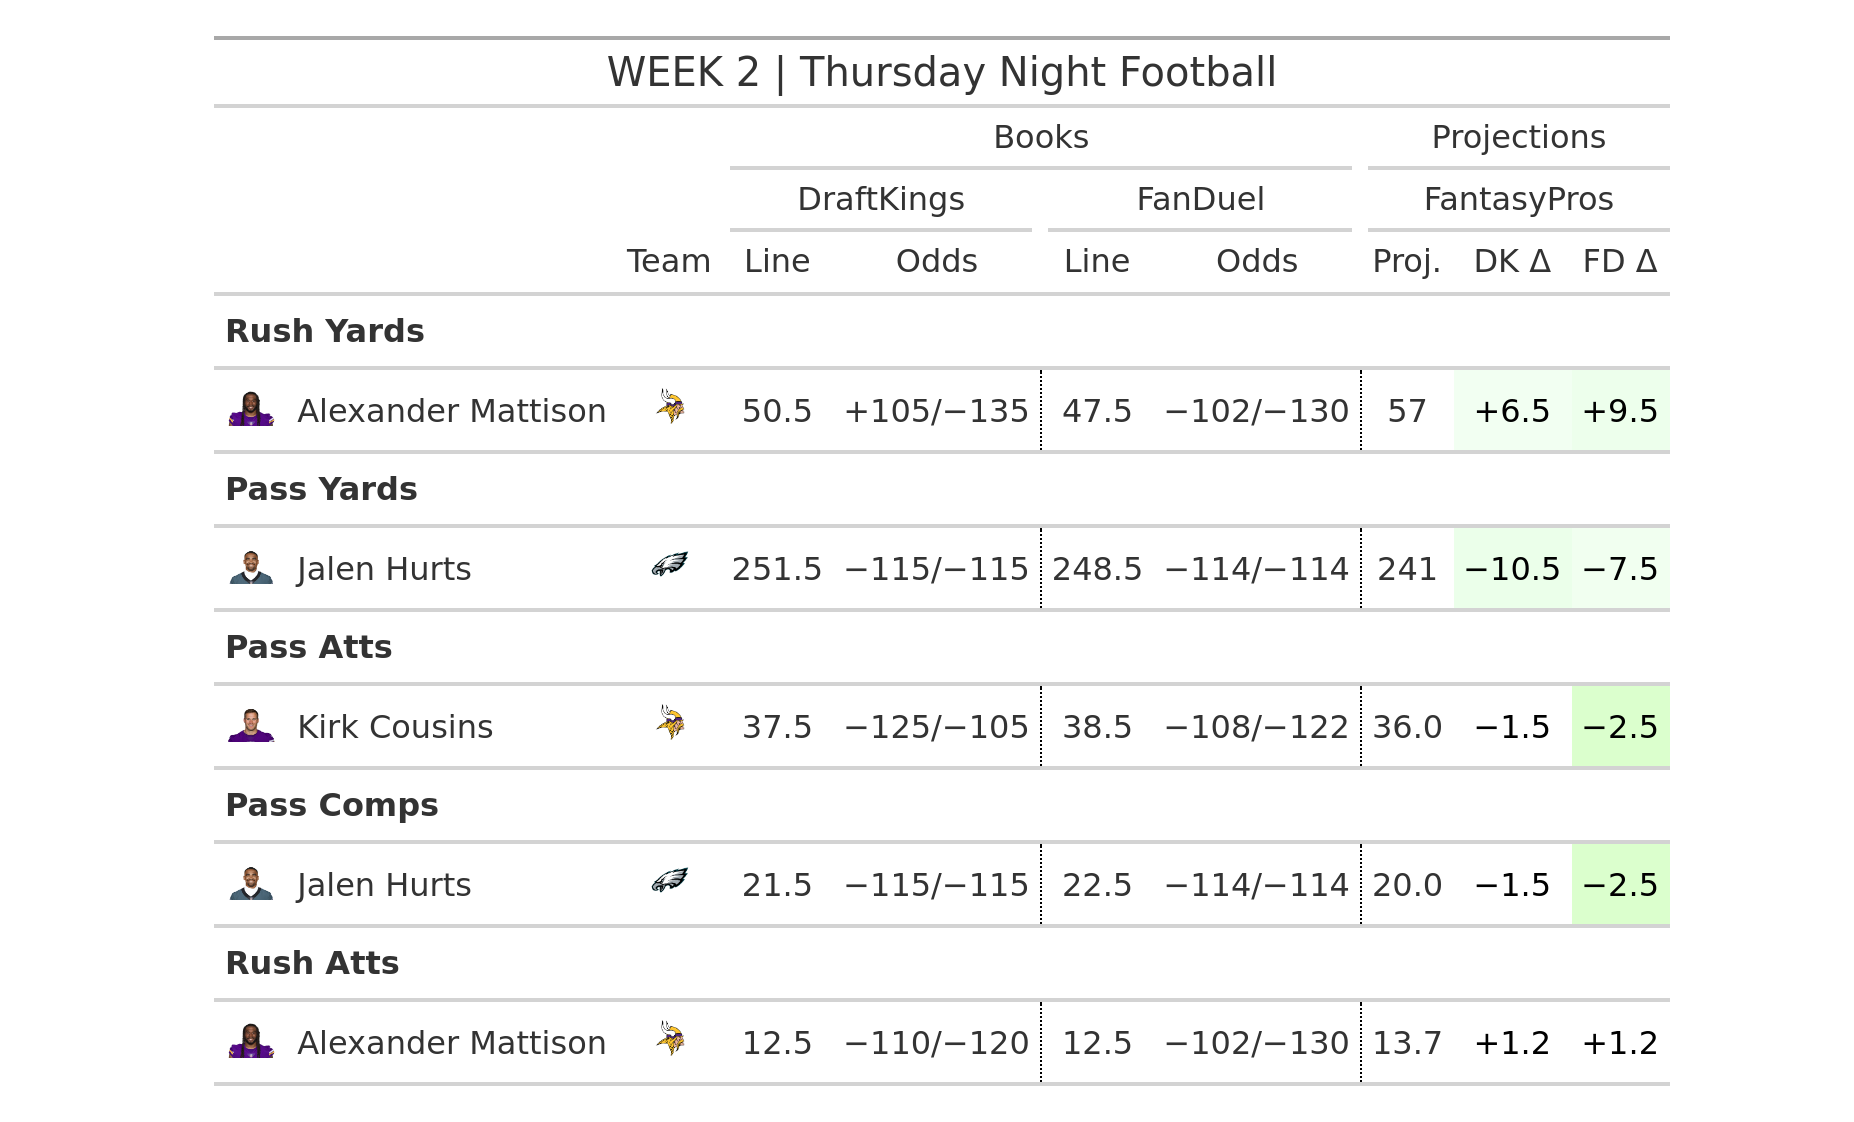 WEEK 2 | Thursday Night Football
Books Projections
DraftKings FanDuel FantasyPros
Team Line Odds Line Odds Proj. DK Δ FD Δ
Rush Yards
Alexander Mattison 50.5 +105/−135 47.5 −102/−130 57 +6.5 +9.5
Pass Yards
Jalen Hurts 251.5 −115/−115 248.5 −114/−114 241 −10.5 −7.5
Pass Atts
Kirk Cousins 37.5 −125/−105 38.5 −108/−122 36.0 −1.5 −2.5
Pass Comps
Jalen Hurts 21.5 −115/−115 22.5 −114/−114 20.0 −1.5 −2.5
Rush Atts
Alexander Mattison 12.5 −110/−120 12.5 −102/−130 13.7 +1.2 +1.2